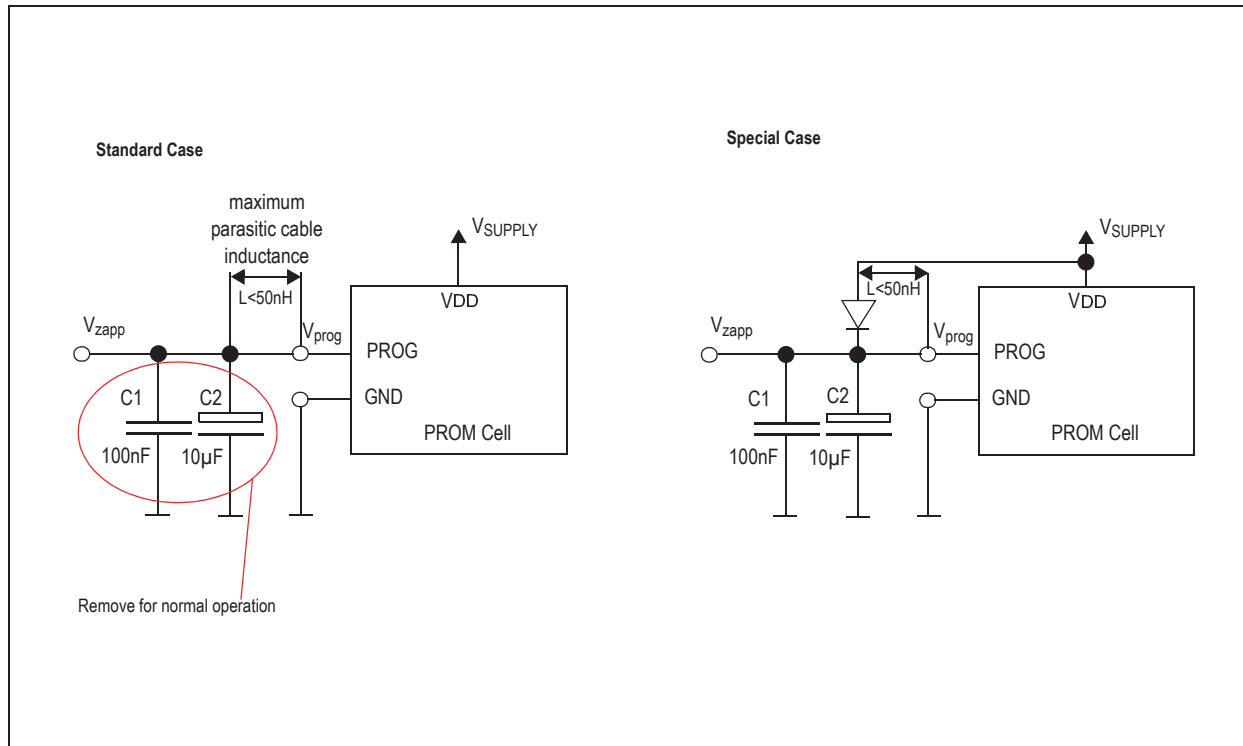 Standard Case
maximum
parasitic cable
inductance
L<50nH
VSUPPLY
VDD
Vzapp
Vprog
PROG
GND
C1
C2
100nF
10µF
PROM Cell
Remove for normal operation
Special Case
VSUPPLY
L<50nH
VDD
Vzapp
Vprog
PROG
GND
C1
C2
100nF
10µF
PROM Cell